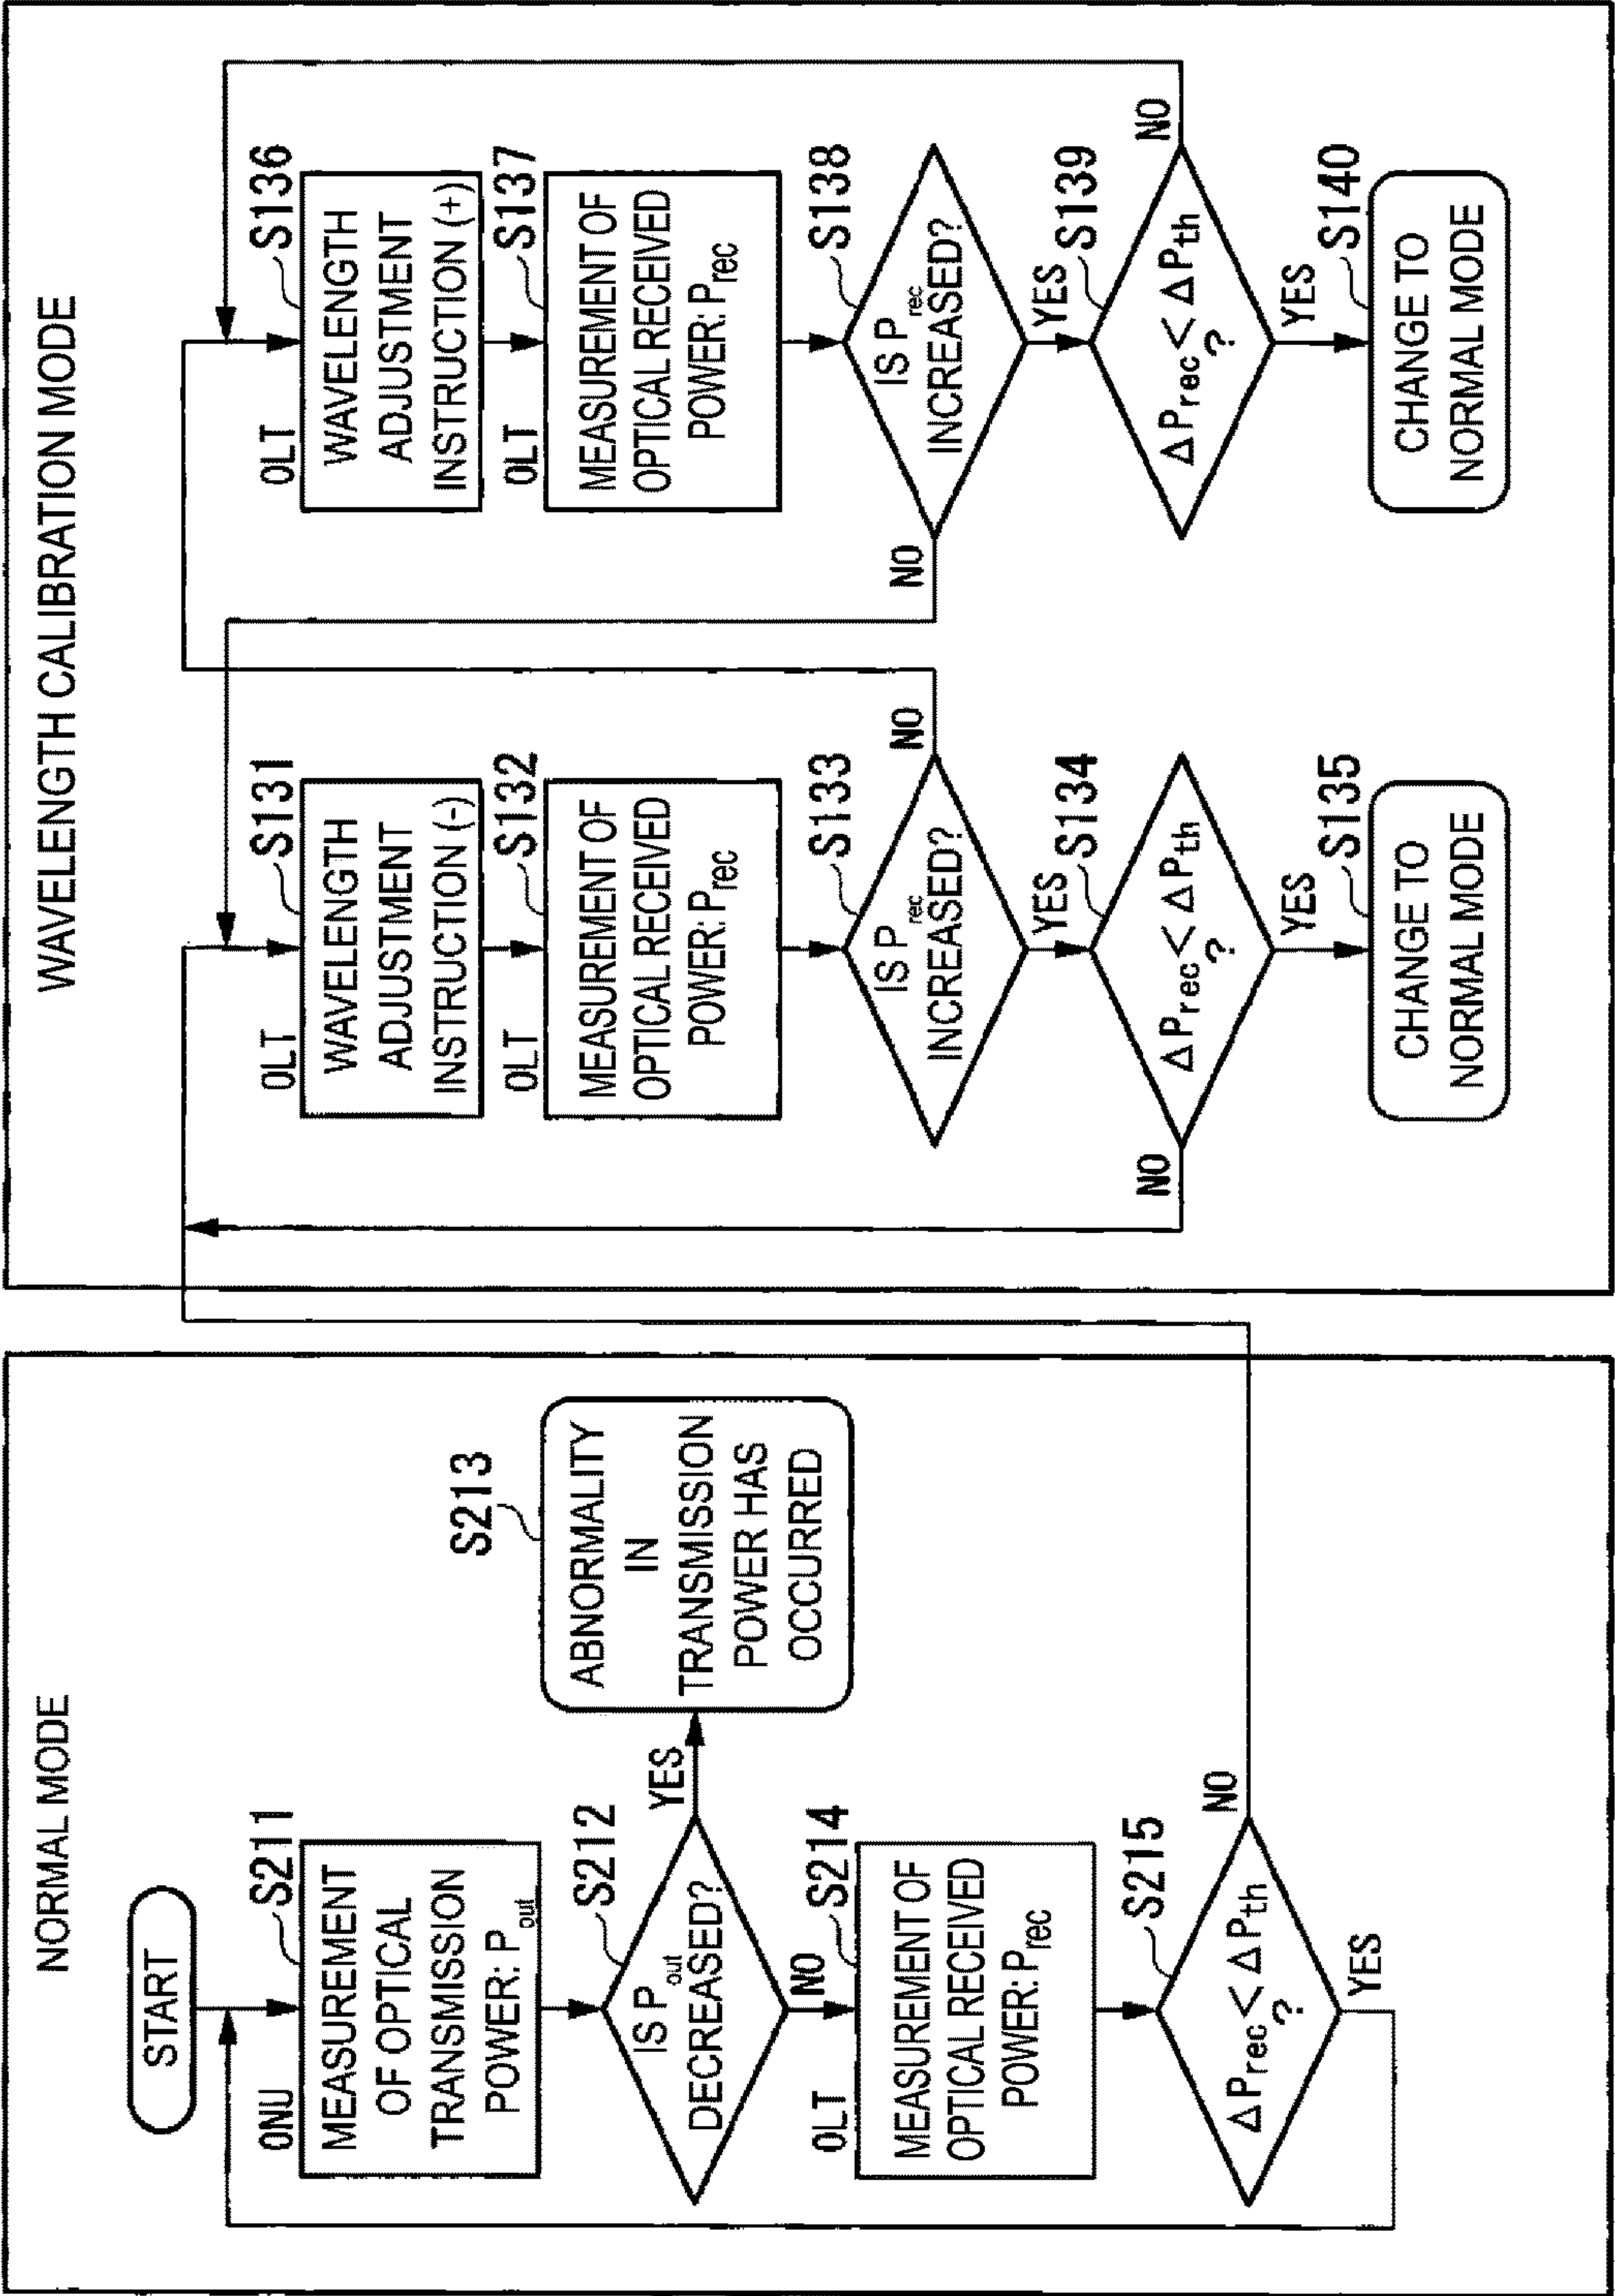 NORMAL MODE
START
ONU
S211
MEASUREMENT
OF OPTICAL
TRANSMISSION
POWER: Pout
S212
IS Pout
DECREASED?
YES
S213
ABNORMALITY
IN
TRANSMISSION
POWER HAS
OCCURRED
NO
OLT
S214
MEASUREMENT OF
OPTICAL RECEIVED
POWER: Prec
S215
ΔPrec < ΔPth
?
NO
YES
WAVELENGTH CALIBRATION MODE
OLT
S131
WAVELENGTH
ADJUSTMENT
INSTRUCTION (-)
OLT
S132
MEASUREMENT OF
OPTICAL RECEIVED
POWER: Prec
S133
IS Prec
INCREASED?
NO
YES
S134
ΔPrec < ΔPth
?
NO
YES
S135
CHANGE TO
NORMAL MODE
OLT
S136
WAVELENGTH
ADJUSTMENT
INSTRUCTION (+)
OLT
S137
MEASUREMENT OF
OPTICAL RECEIVED
POWER: Prec
S138
IS Prec
INCREASED?
NO
YES
S139
ΔPrec < ΔPth
?
NO
YES
S140
CHANGE TO
NORMAL MODE